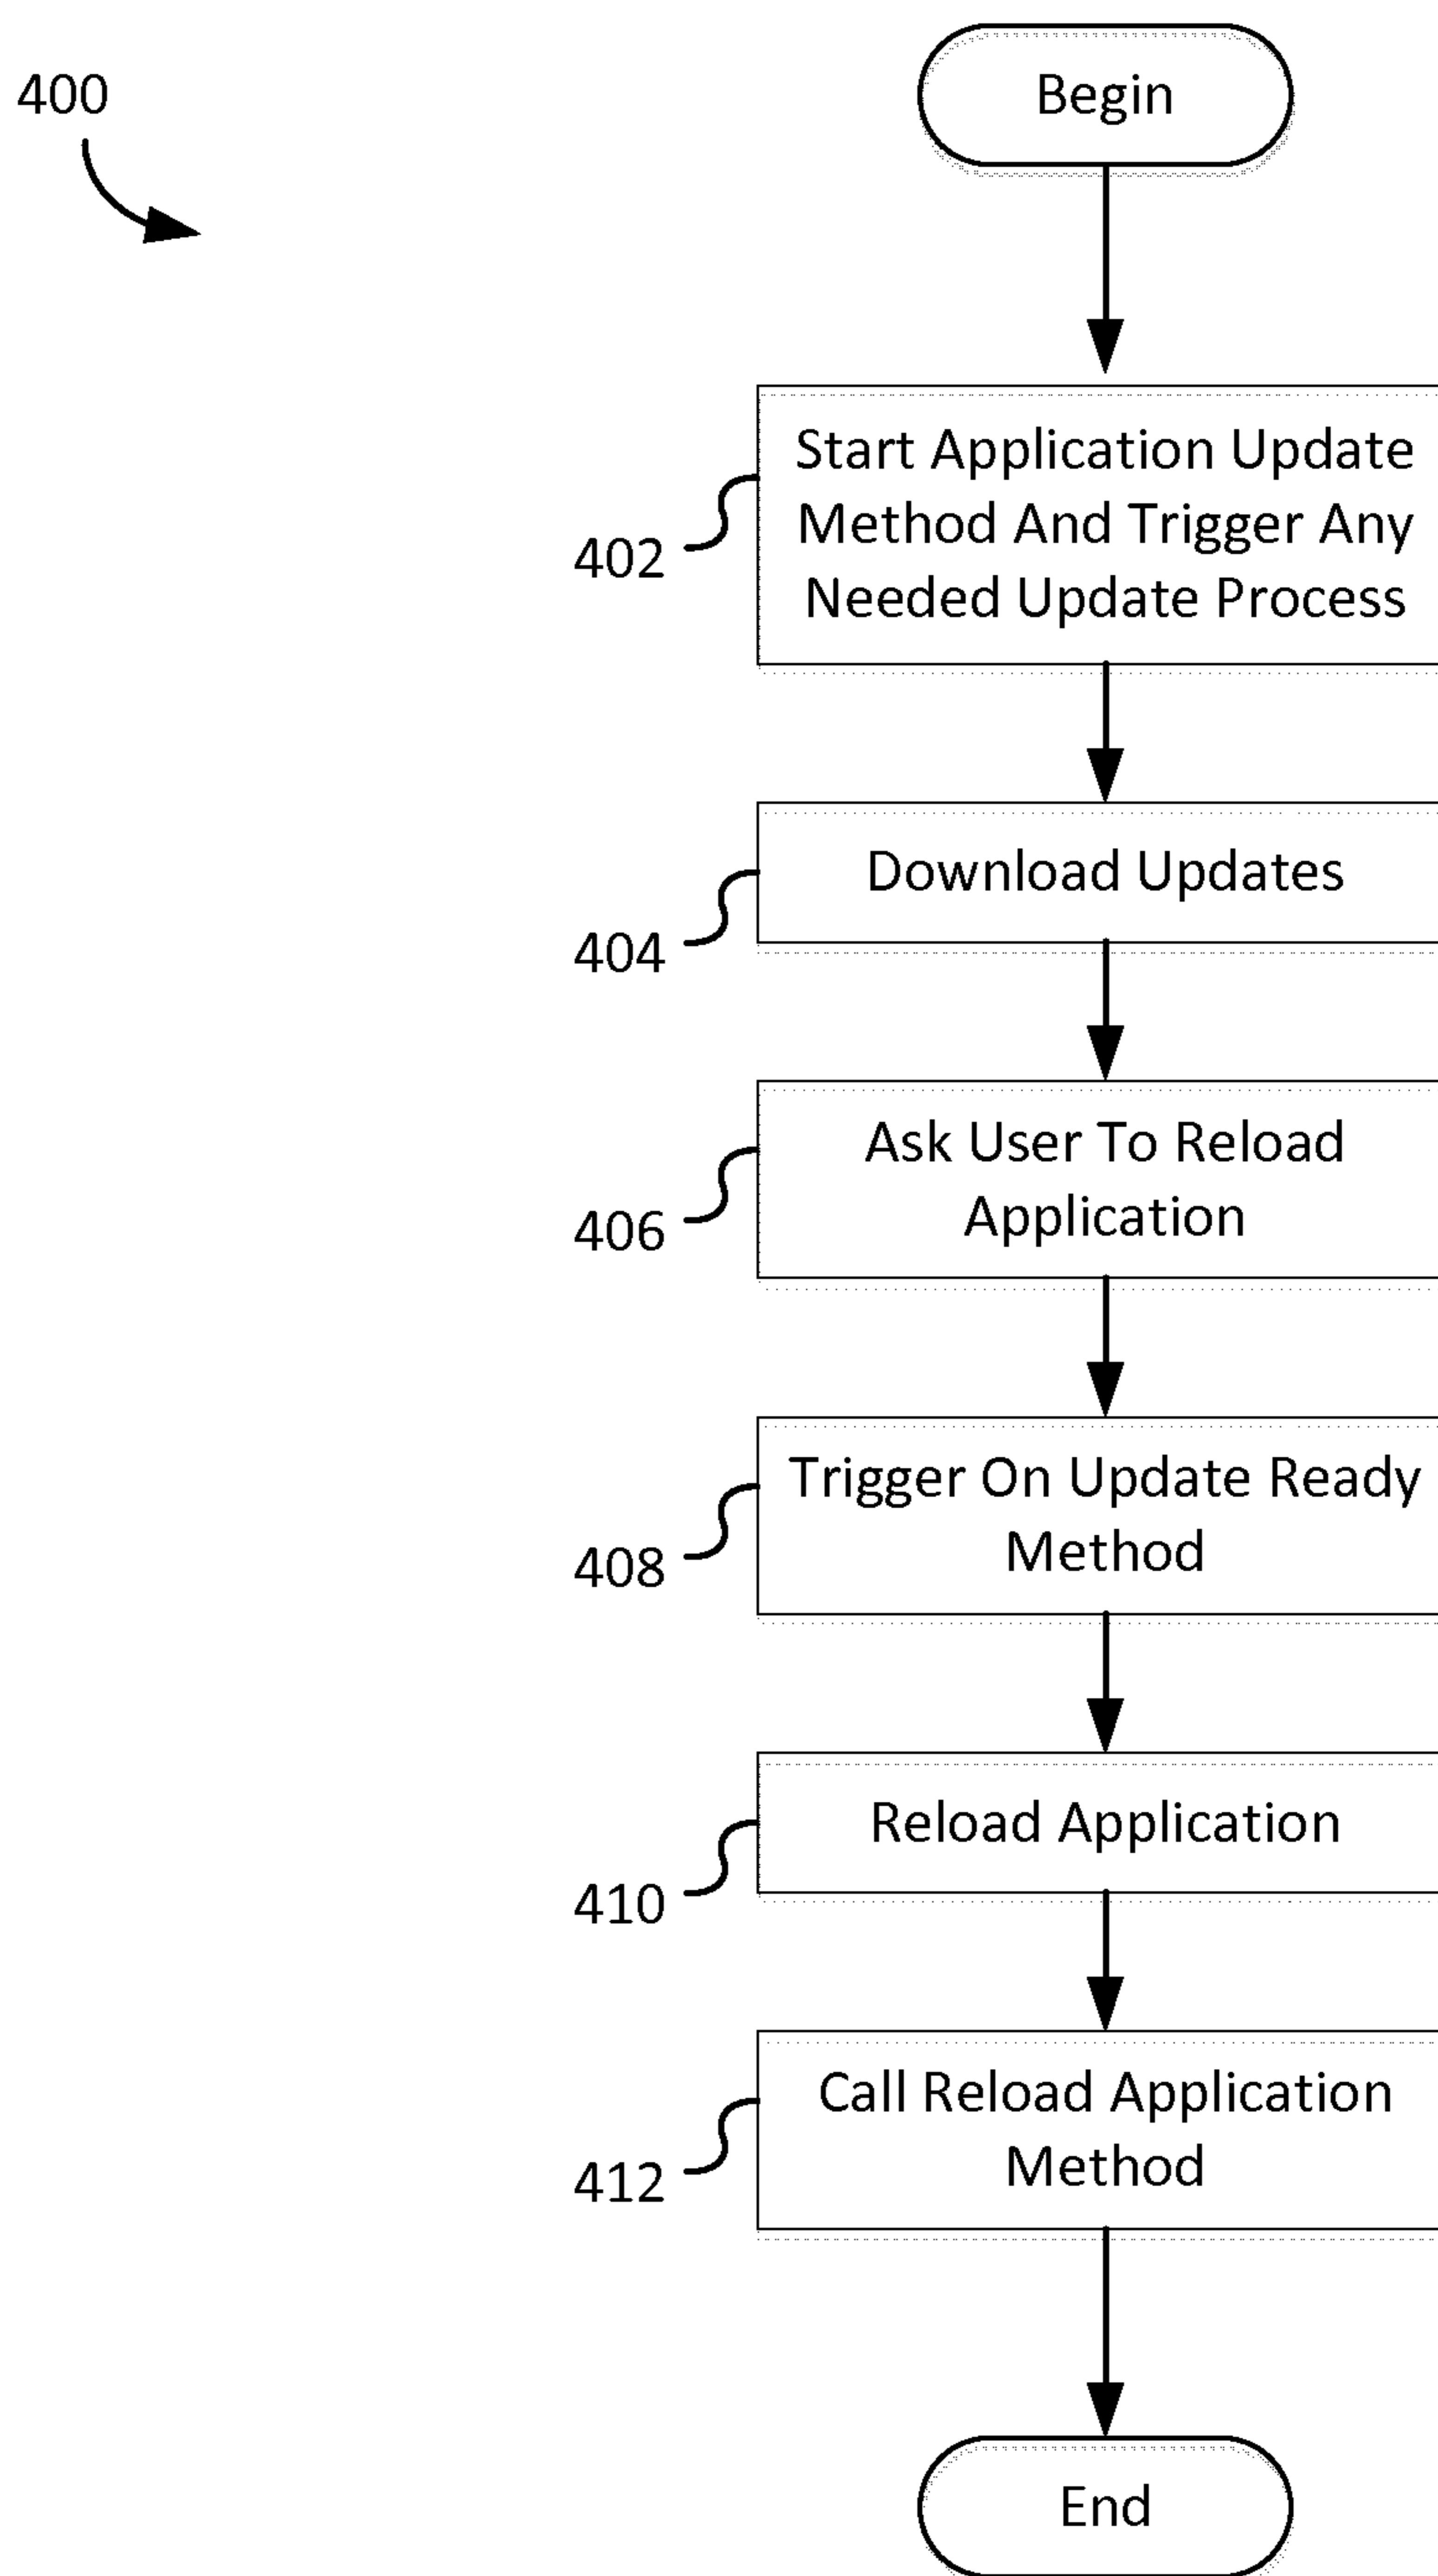 400
Begin
Start Application Update
Method And Trigger Any
Needed Update Process
402
Download Updates
404
Ask User To Reload
Application
406
Trigger On Update Ready
Method
408
Reload Application
410
Call Reload Application
Method
412
End